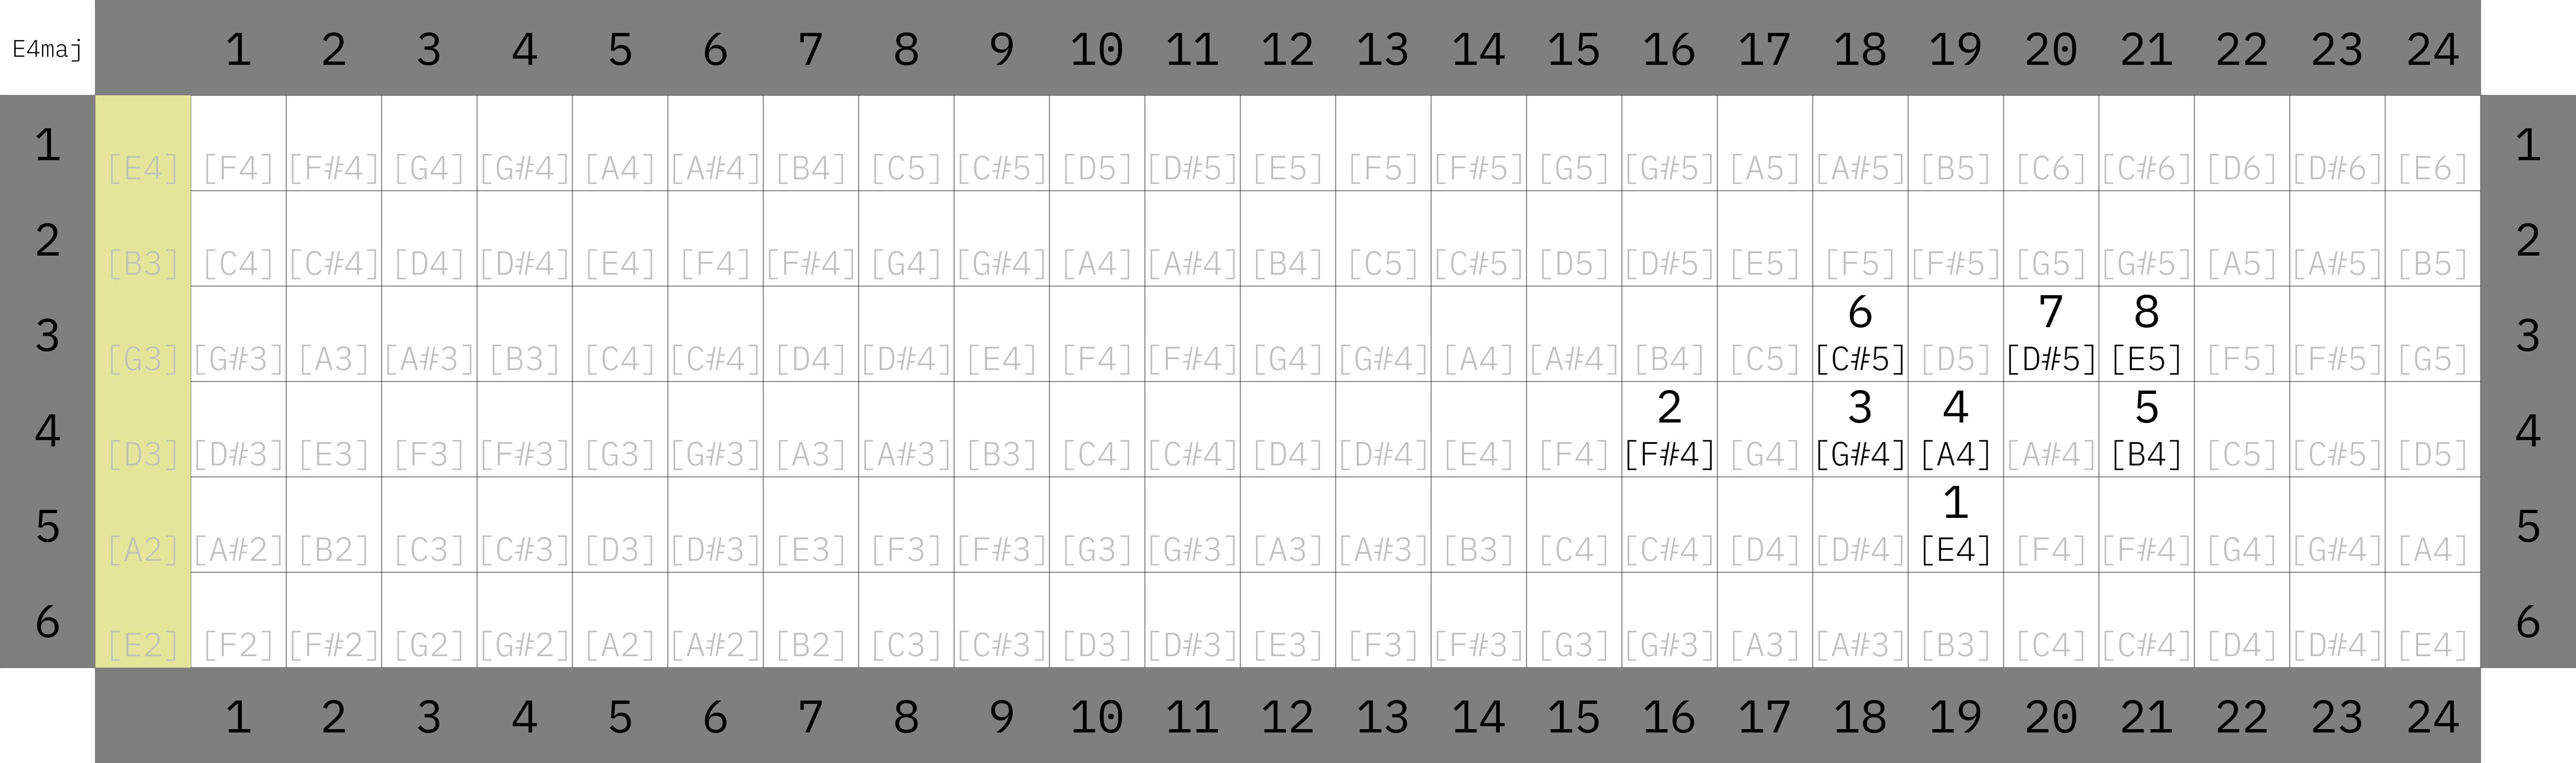 E4maj 1 2 3 4 5 6 7 8 9 10 11 12 13 14 15 16 17 18 19 20 21 22 23 24
1 [E4] [F4] [F#4] [G4] [G#4] [A4] [A#4] [B4] [C5] [C#5] [D5] [D#5] [E5] [F5] [F#5] [G5] [G#5] [A5] [A#5] [B5] [C6] [C#6] [D6] [D#6] [E6] 1
2 [B3] [C4] [C#4] [D4] [D#4] [E4] [F4] [F#4] [G4] [G#4] [A4] [A#4] [B4] [C5] [C#5] [D5] [D#5] [E5] [F5] [F#5] [G5] [G#5] [A5] [A#5] [B5] 2
6 7 8
3 [G3] [G#3] [A3] [A#3] [B3] [C4] [C#4] [D4] [D#4] [E4] [F4] [F#4] [G4] [G#4] [A4] [A#4] [B4] [C5] [C#5] [D5] [D#5] [E5] [F5] [F#5] [G5] 3
2 3 4 5
4 [D3] [D#3] [E3] [F3] [F#3] [G3] [G#3] [A3] [A#3] [B3] [C4] [C#4] [D4] [D#4] [E4] [F4] [F#4] [G4] [G#4] [A4] [A#4] [B4] [C5] [C#5] [D5] 4
1
5 [A2] [A#2] [B2] [C3] [C#3] [D3] [D#3] [E3] [F3] [F#3] [G3] [G#3] [A3] [A#3] [B3] [C4] [C#4] [D4] [D#4] [E4] [F4] [F#4] [G4] [G#4] [A4] 5
6 [E2] [F2] [F#2] [G2] [G#2] [A2] [A#2] [B2] [C3] [C#3] [D3] [D#3] [E3] [F3] [F#3] [G3] [G#3] [A3] [A#3] [B3] [C4] [C#4] [D4] [D#4] [E4] 6
1 2 3 4 5 6 7 8 9 10 11 12 13 14 15 16 17 18 19 20 21 22 23 24